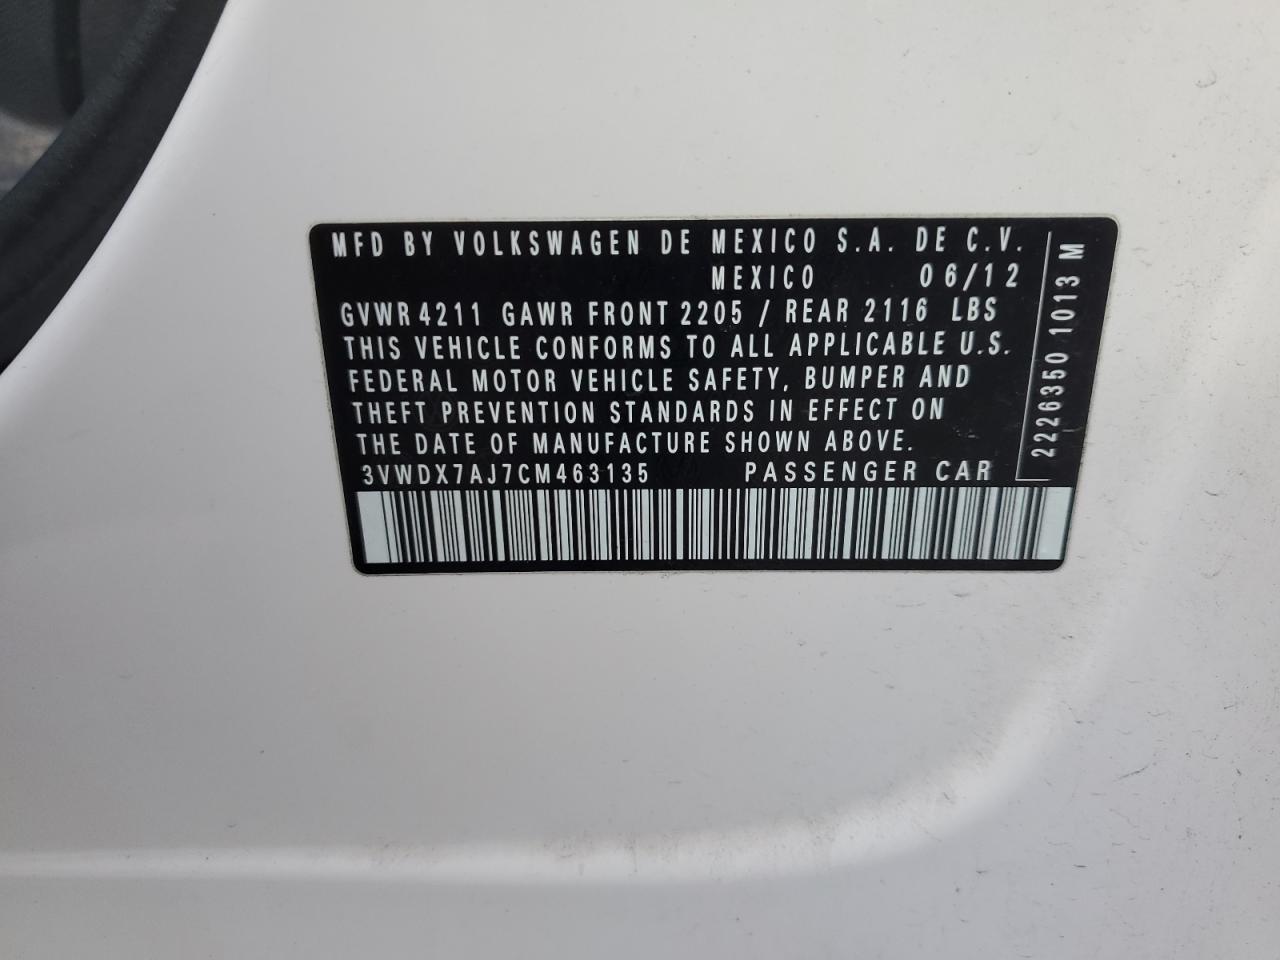 MFD BY VOLKSWAGEN DE MEXICO S.A. DE C.V.
MEXICO 06/12
GVWR 4211 GAWR FRONT 2205 / REAR 2116 LBS
THIS VEHICLE CONFORMS TO ALL APPLICABLE U.S.
FEDERAL MOTOR VEHICLE SAFETY, BUMPER AND
THEFT PREVENTION STANDARDS IN EFFECT ON
THE DATE OF MANUFACTURE SHOWN ABOVE.
3VWDX7AJ7CM463135 PASSENGER CAR
2226350 1013 M